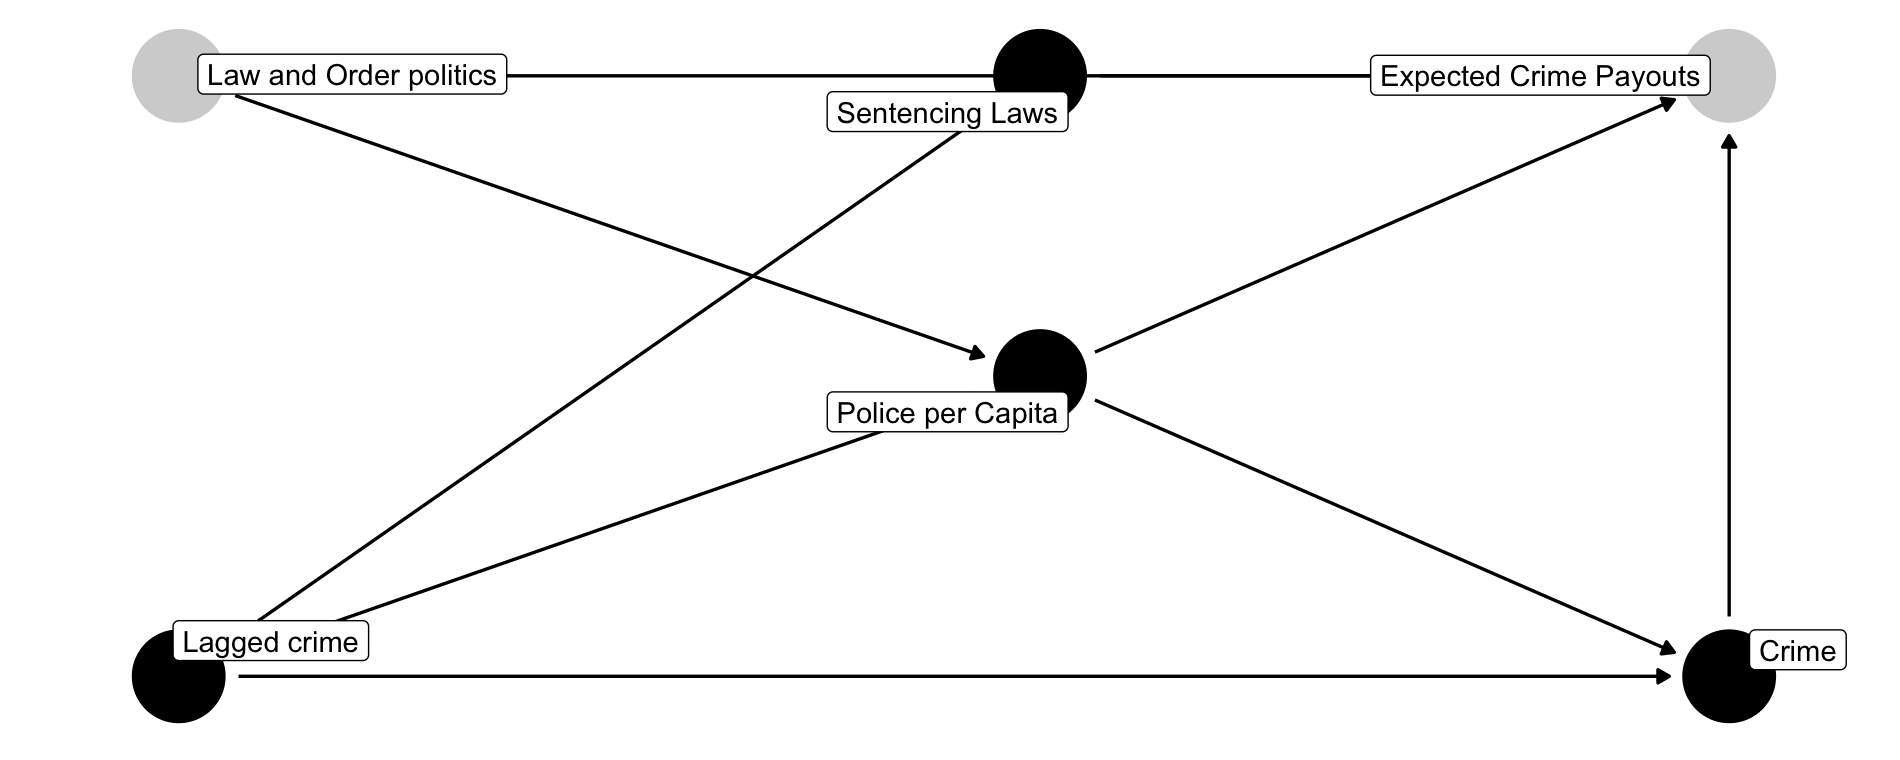 Law and Order politics
Expected Crime Payouts
Sentencing Laws
Police per Capita
Lagged crime
Crime